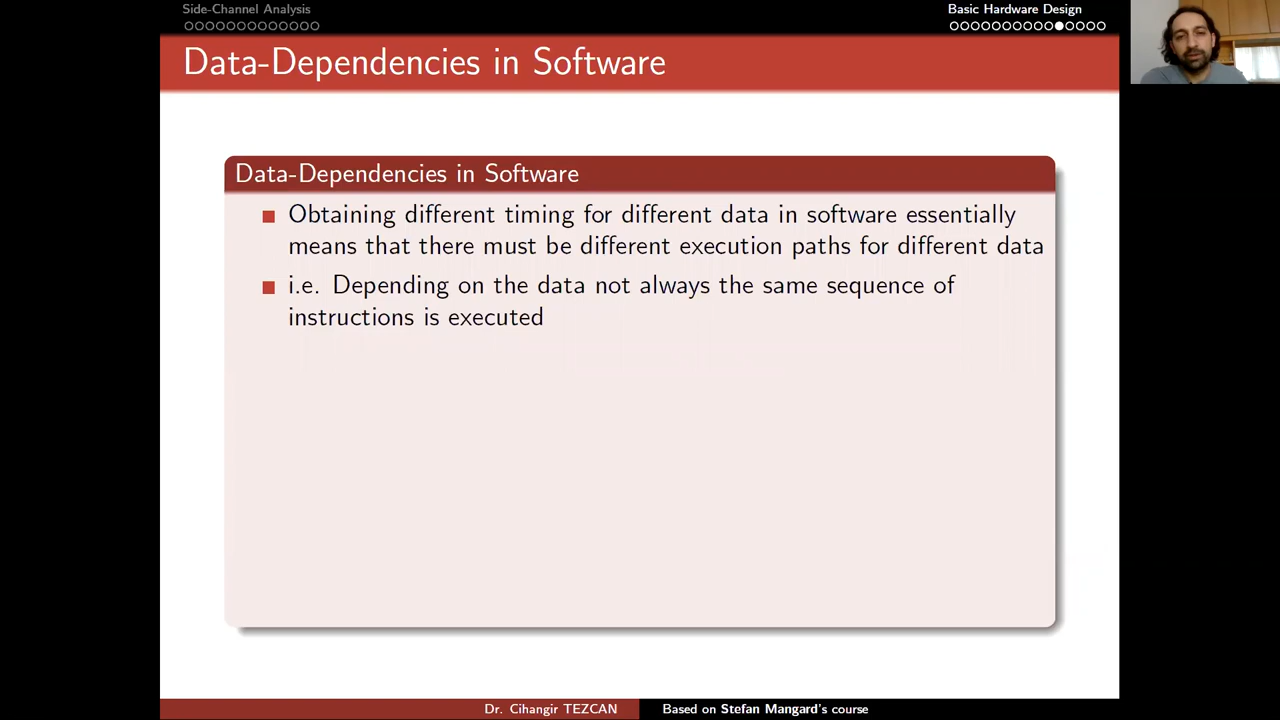 Side-Channel Analysis
Basic Hardware Design
Data-Dependencies in Software
Data-Dependencies in Software
Obtaining different timing for different data in software essentially
means that there must be different execution paths for different data
i.e. Depending on the data not always the same sequence of
instructions is executed
Dr. Cihangir TEZCAN
Based on Stefan Mangard's course